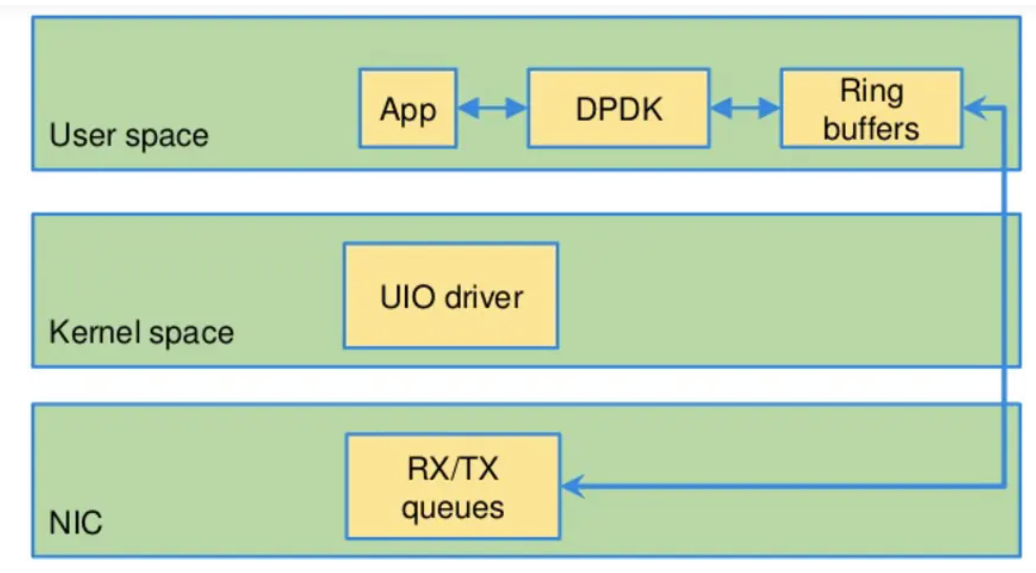 App
DPDK
Ring
buffers
User space
UIO driver
Kernel space
RX/TX
queues
NIC